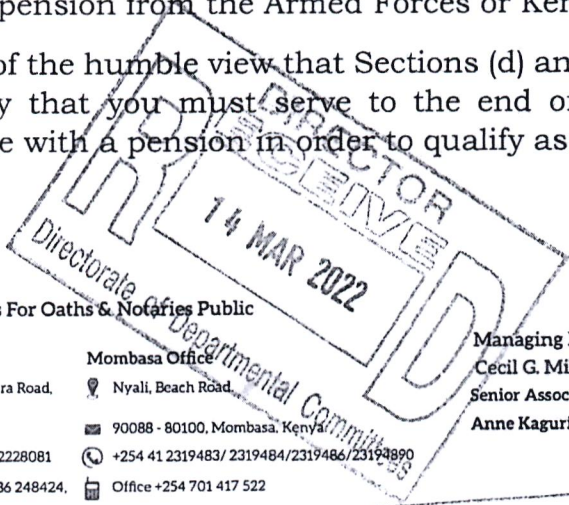 pension from the Armed Forces or Ken
of the humble view that Sections (d) an
y that you must serve to the end o
e with a pension in order to qualify as
DIRECTOR
RECEIVED
14 MAR 2022
Directorate of Departmental Committees
s For Oaths & Notaries Public
Mombasa Office
ra Road,
Nyali, Beach Road,
90088 - 80100, Mombasa, Kenya
2228081
+254 41 2319483/ 2319484/2319486/23194890
36 248424,
Office +254 701 417 522
Managing
Cecil G. Mi
Senior Assoc
Anne Kaguri